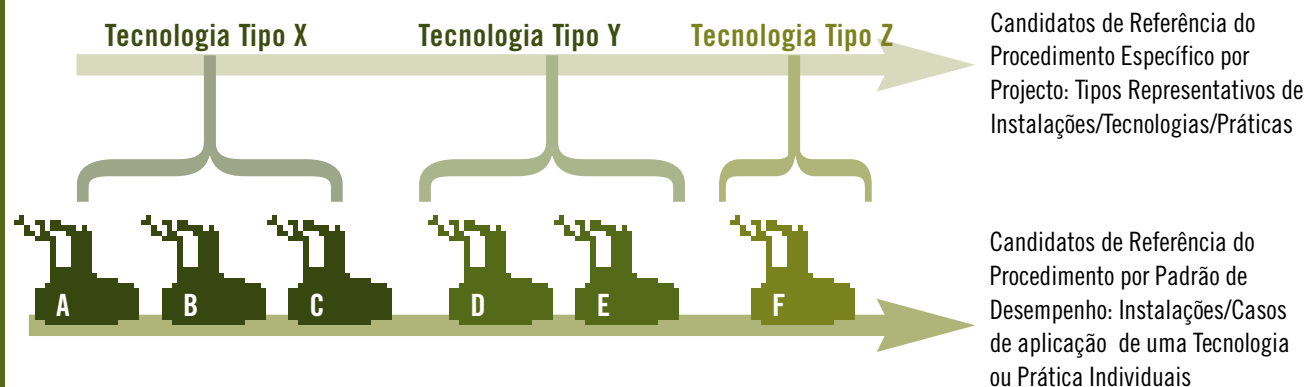 Tecnologia Tipo X
Tecnologia Tipo Y
Tecnologia Tipo Z
Candidatos de Referência do
Procedimento Específico por
Projecto: Tipos Representativos de
Instalações/Tecnologias/Práticas
A
B
C
D
E
F
Candidatos de Referência do
Procedimento por Padrão de
Desempenho: Instalações/Casos
de aplicação de uma Tecnologia
ou Prática Individuais